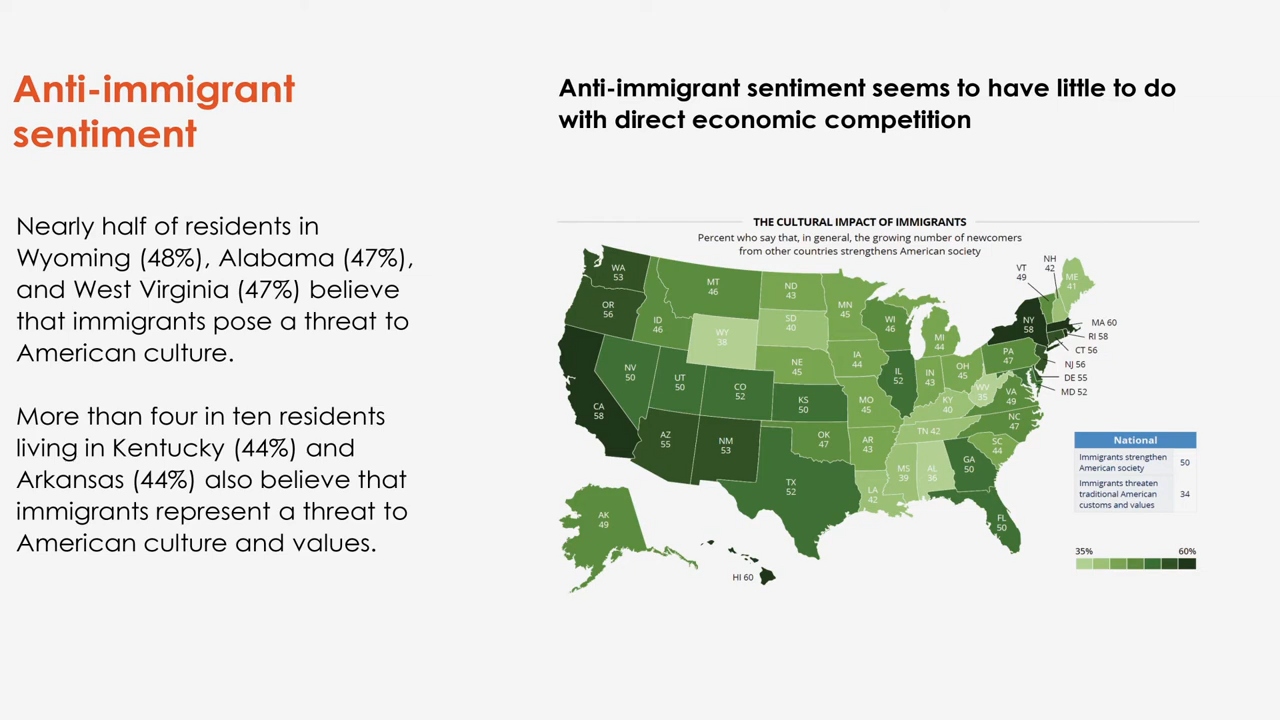 Anti-immigrant
sentiment
Nearly half of residents in
Wyoming (48%), Alabama (47%),
and West Virginia (47%) believe
that immigrants pose a threat to
American culture.
More than four in ten residents
living in Kentucky (44%) and
Arkansas (44%) also believe that
immigrants represent a threat to
American culture and values.
Anti-immigrant sentiment seems to have little to do
with direct economic competition
THE CULTURAL IMPACT OF IMMIGRANTS
Percent who say that, in general, the growing number of newcomers
from other countries strengthens American society
WA
53
OR
56
CA
58
ID
46
NV
50
MT
46
WY
38
UT
50
CO
52
AZ
55
NM
53
ND
43
SD
40
NE
45
KS
50
OK
47
TX
52
MN
45
IA
44
MO
45
AR
43
LA
42
WI
46
IL
52
MI
44
IN
43
OH
45
KY
40
TN 42
MS
39
AL
36
GA
50
FL
50
SC
44
NC
47
VA
49
WV
35
PA
47
NY
58
VT
49
NH
42
ME
41
MA 60
RI 58
CT 56
NJ 56
DE 55
MD 52
AK
49
HI 60
National
Immigrants strengthen
American society
50
Immigrants threaten
traditional American
customs and values
34
35% 60%